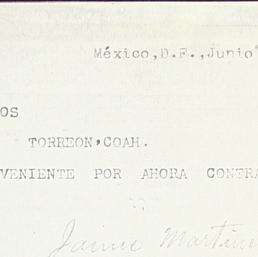 México,D.F.,Junio
OS
TORREON,COAH.
VENIENTE POR AHORA CONTRA
Jaime Martin